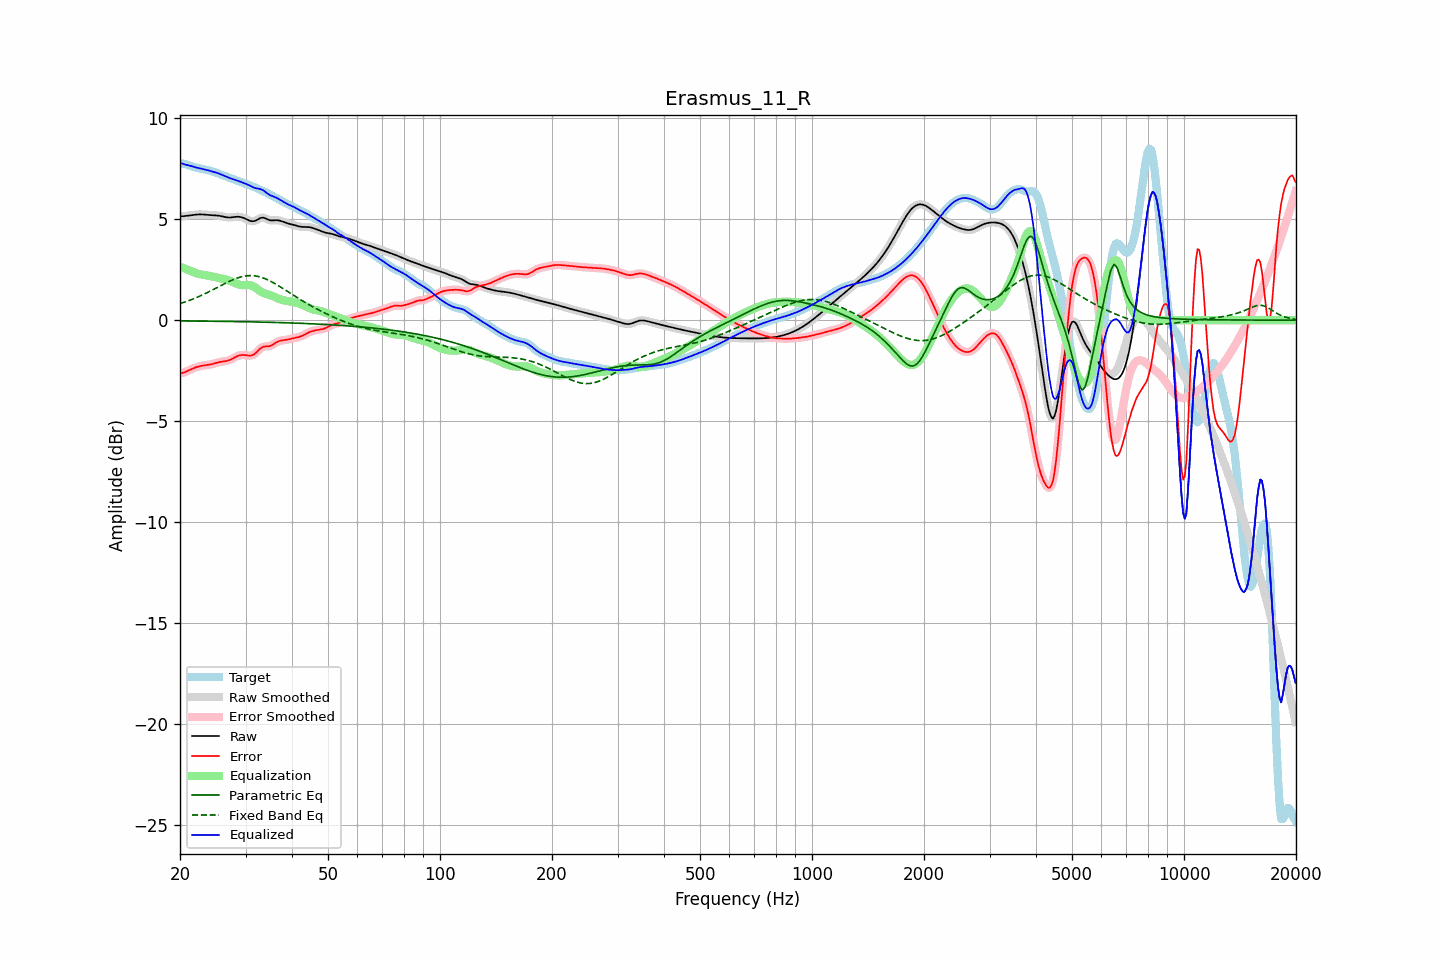 Erasmus_11_R
10
5
0
−5
−10
−15
−20
−25
Amplitude (dBr)
Target
Raw Smoothed
Error Smoothed
Raw
Error
Equalization
Parametric Eq
Fixed Band Eq
Equalized
20 50 100 200 500 1000 2000 5000 10000 20000
Frequency (Hz)